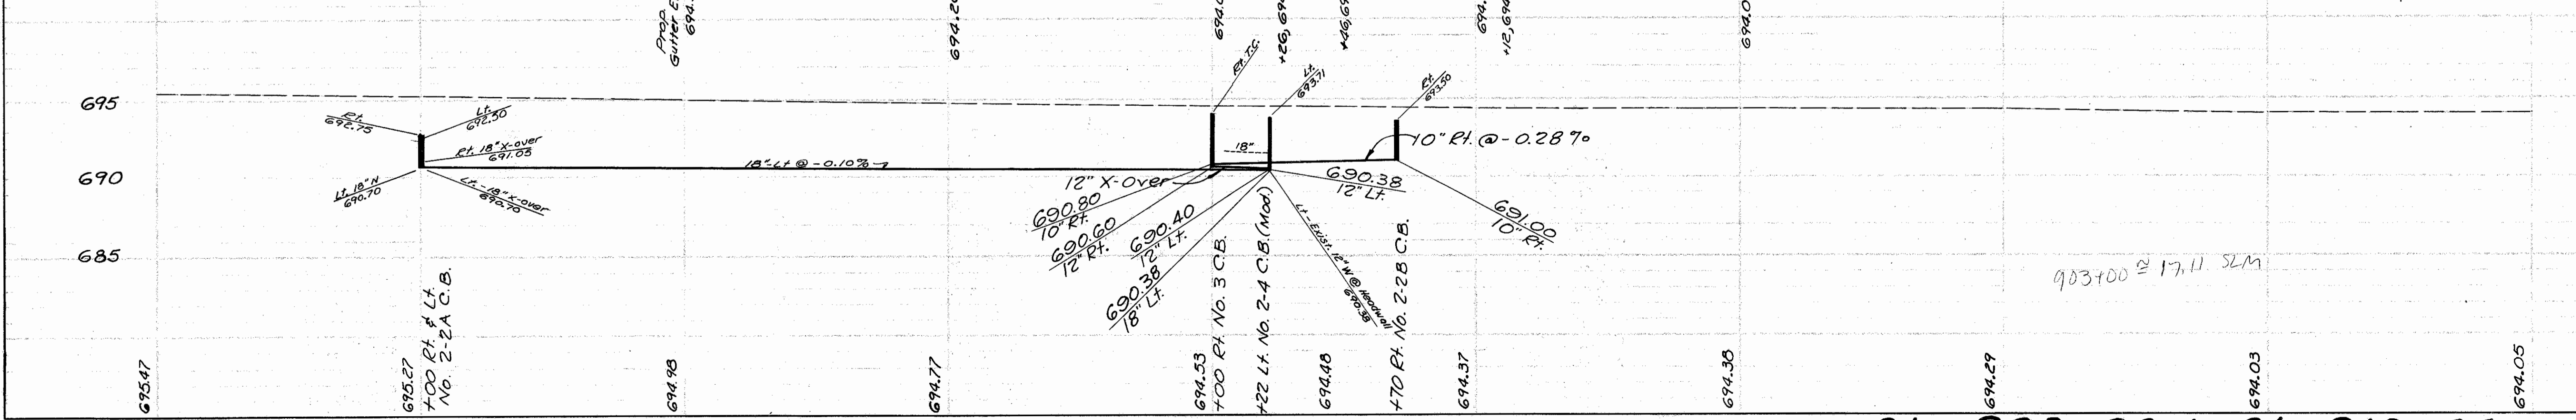 Prop.
Gutter E
694.
694.2
694.
+26, 69
+46,69
694.
+12,694
694.0
695
690
685
Rt.
692.75
Lt.
692.50
Rt. 18" X-over
691.05
Lt. 18" N
690.70
Lt. - 18" X-over
690.70
18" Lt @ -0.10%
Rt. T.C.
Lt.
693.71
Rt.
693.50
18"
10" Rt. @ -0.28%
12" X-over
690.80
10" Rt.
690.60
12" Rt.
690.40
12" Lt.
690.38
18" Lt.
690.38
12" Lt.
Lt - Exist. 12" W @ Headwall
690.38
691.00
10" Rt.
903+00 ≅ 17.11 SLM
+00 Rt. & Lt.
No. 2-2A C.B.
+00 Rt. No. 3 C.B.
+22 Lt. No. 2-4 C.B. (Mod.)
+70 Rt. No. 2-2B C.B.
695.47
695.27
694.98
694.77
694.53
694.48
694.37
694.38
694.29
694.03
694.05